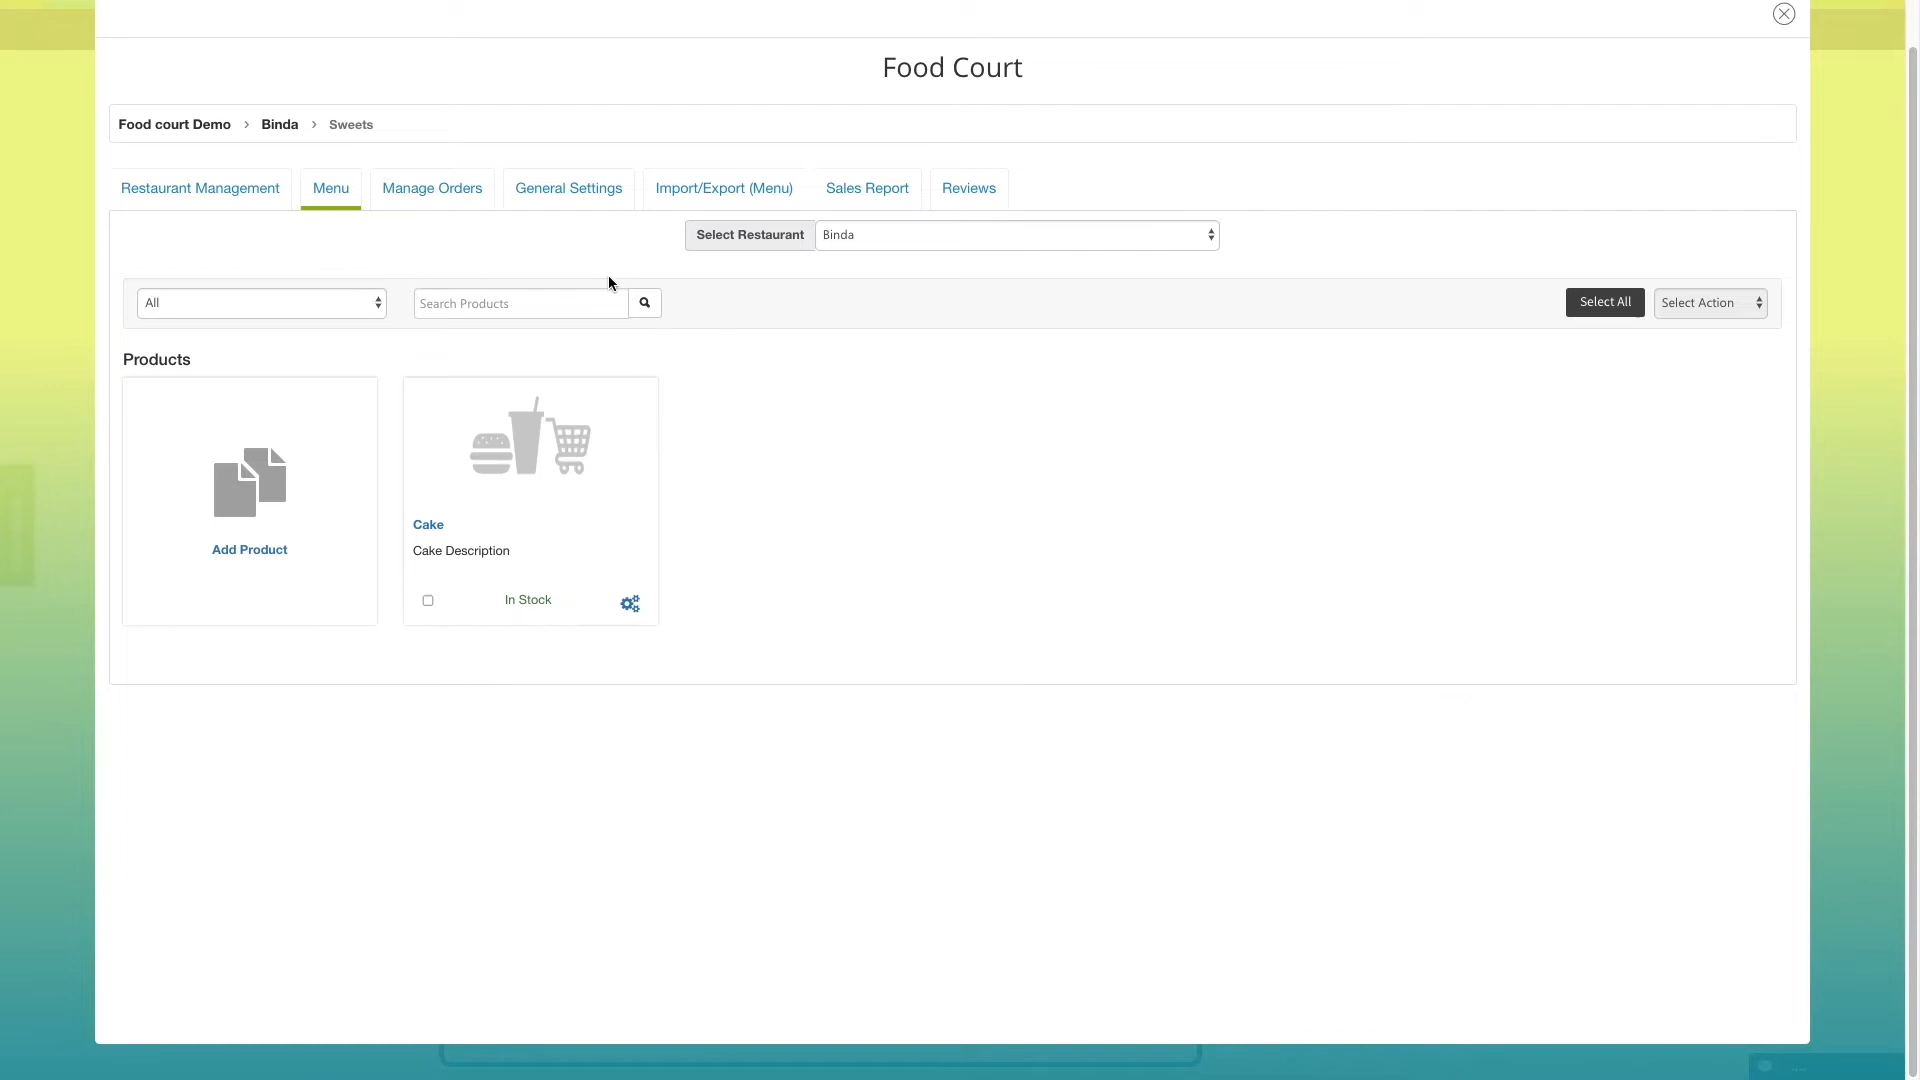 Food Court
Food court Demo › Binda › Sweets
Restaurant Management Menu Manage Orders General Settings Import/Export (Menu) Sales Report Reviews
Select Restaurant Binda
All Search Products Select All Select Action
Products
Add Product
Cake
Cake Description
In Stock